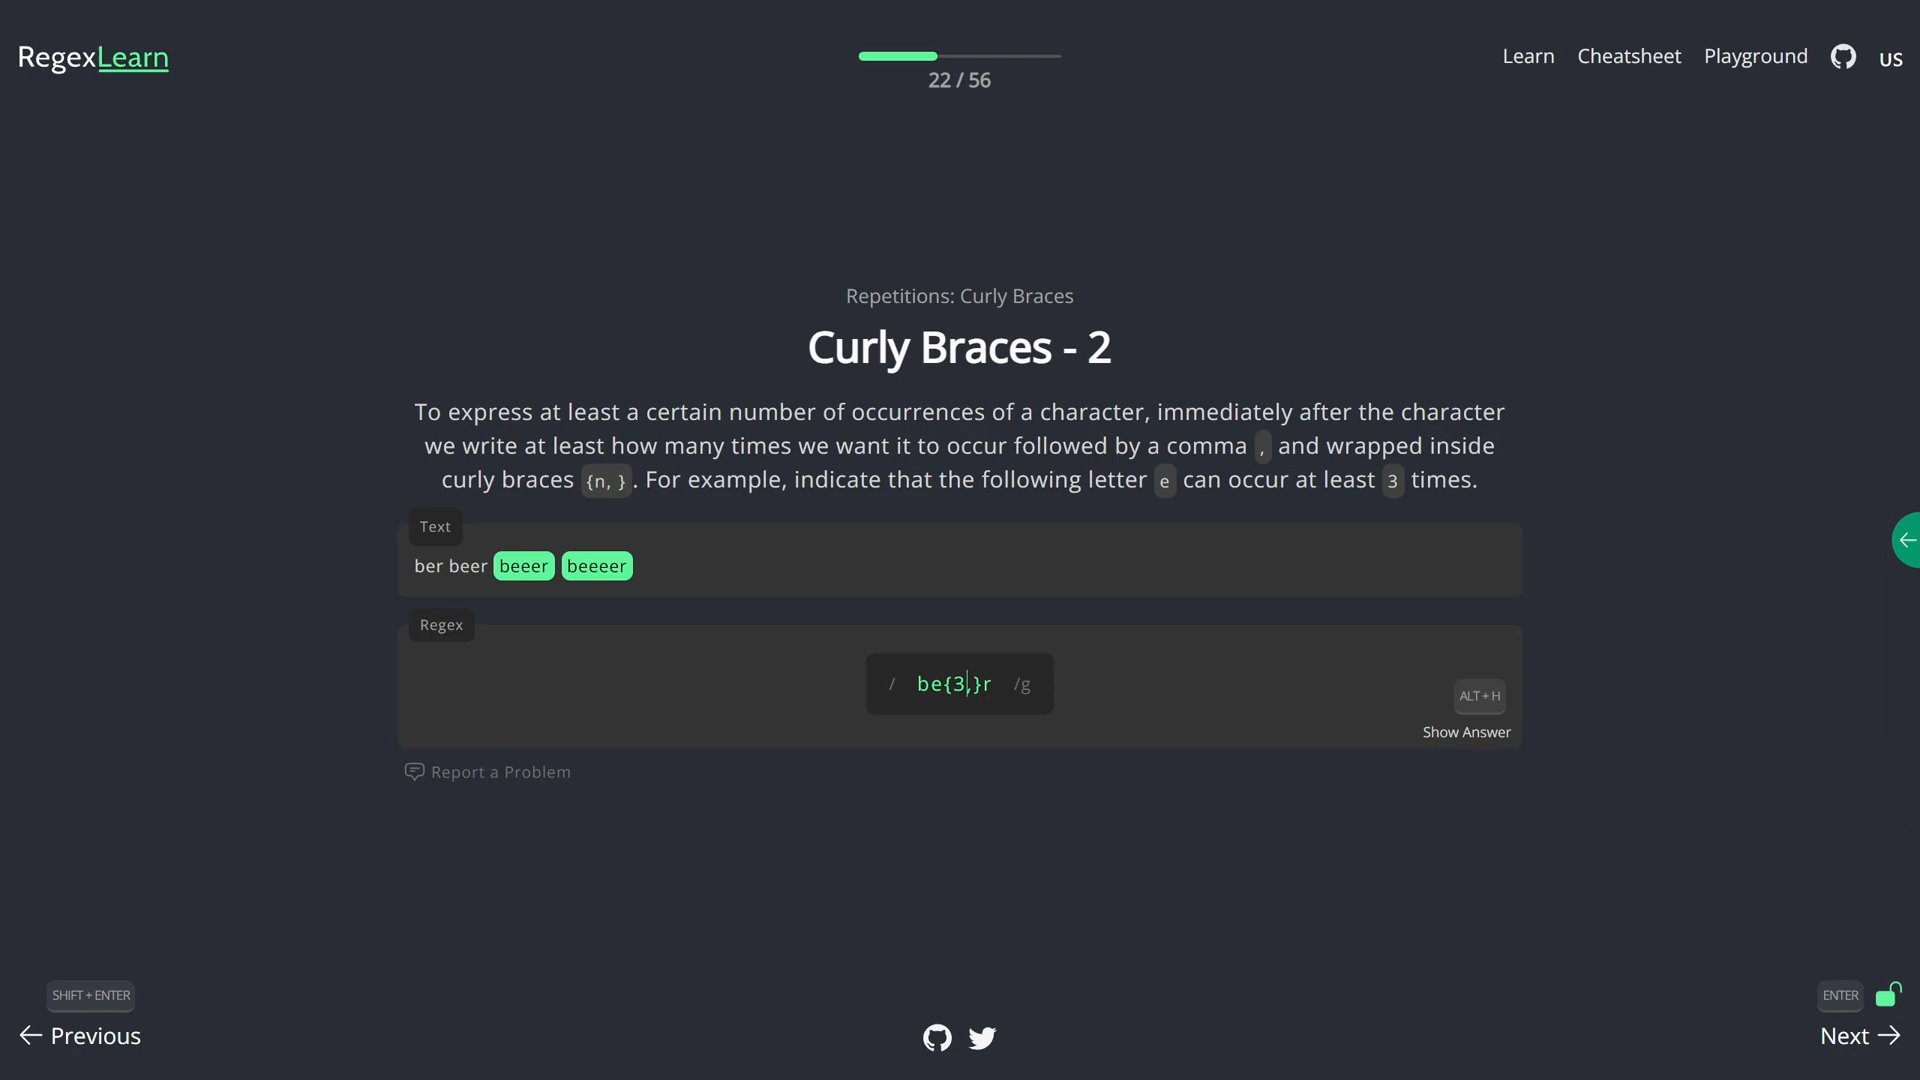 RegexLearn
22 / 56
Learn Cheatsheet Playground US
Repetitions: Curly Braces
Curly Braces - 2
To express at least a certain number of occurrences of a character, immediately after the character
we write at least how many times we want it to occur followed by a comma , and wrapped inside
curly braces {n, }. For example, indicate that the following letter e can occur at least 3 times.
Text
ber beer beeer beeeer
Regex
/ be{3,}r /g
ALT + H
Show Answer
Report a Problem
SHIFT + ENTER
Previous
ENTER
Next